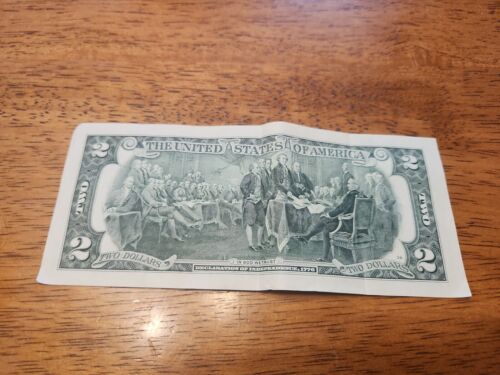 THE UNITED STATES OF AMERICA
2
2
TWO
TWO
2
2
TWO DOLLARS
IN GOD WE TRUST
TWO DOLLARS
DECLARATION OF INDEPENDENCE, 1776